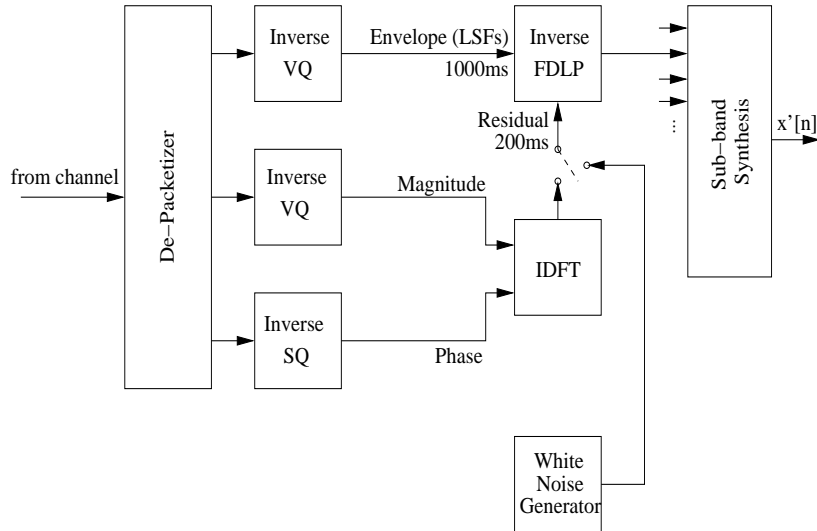 from channel
De-Packetizer
Inverse
VQ
Envelope (LSFs)
1000ms
Inverse
FDLP
Residual
200ms
Inverse
VQ
Magnitude
IDFT
Inverse
SQ
Phase
White
Noise
Generator
...
Sub-band
Synthesis
x'[n]